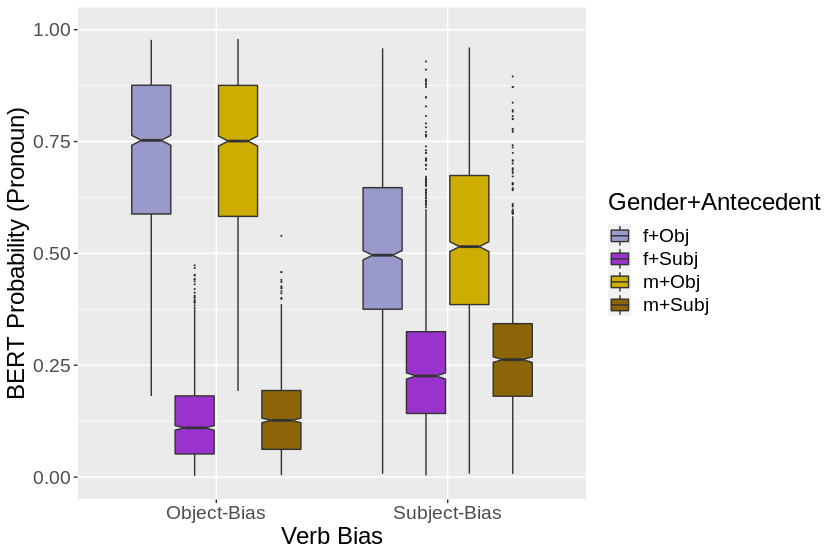 BERT Probability (Pronoun)
1.00
0.75
0.50
0.25
0.00
Object-Bias
Subject-Bias
Verb Bias
Gender+Antecedent
f+Obj
f+Subj
m+Obj
m+Subj